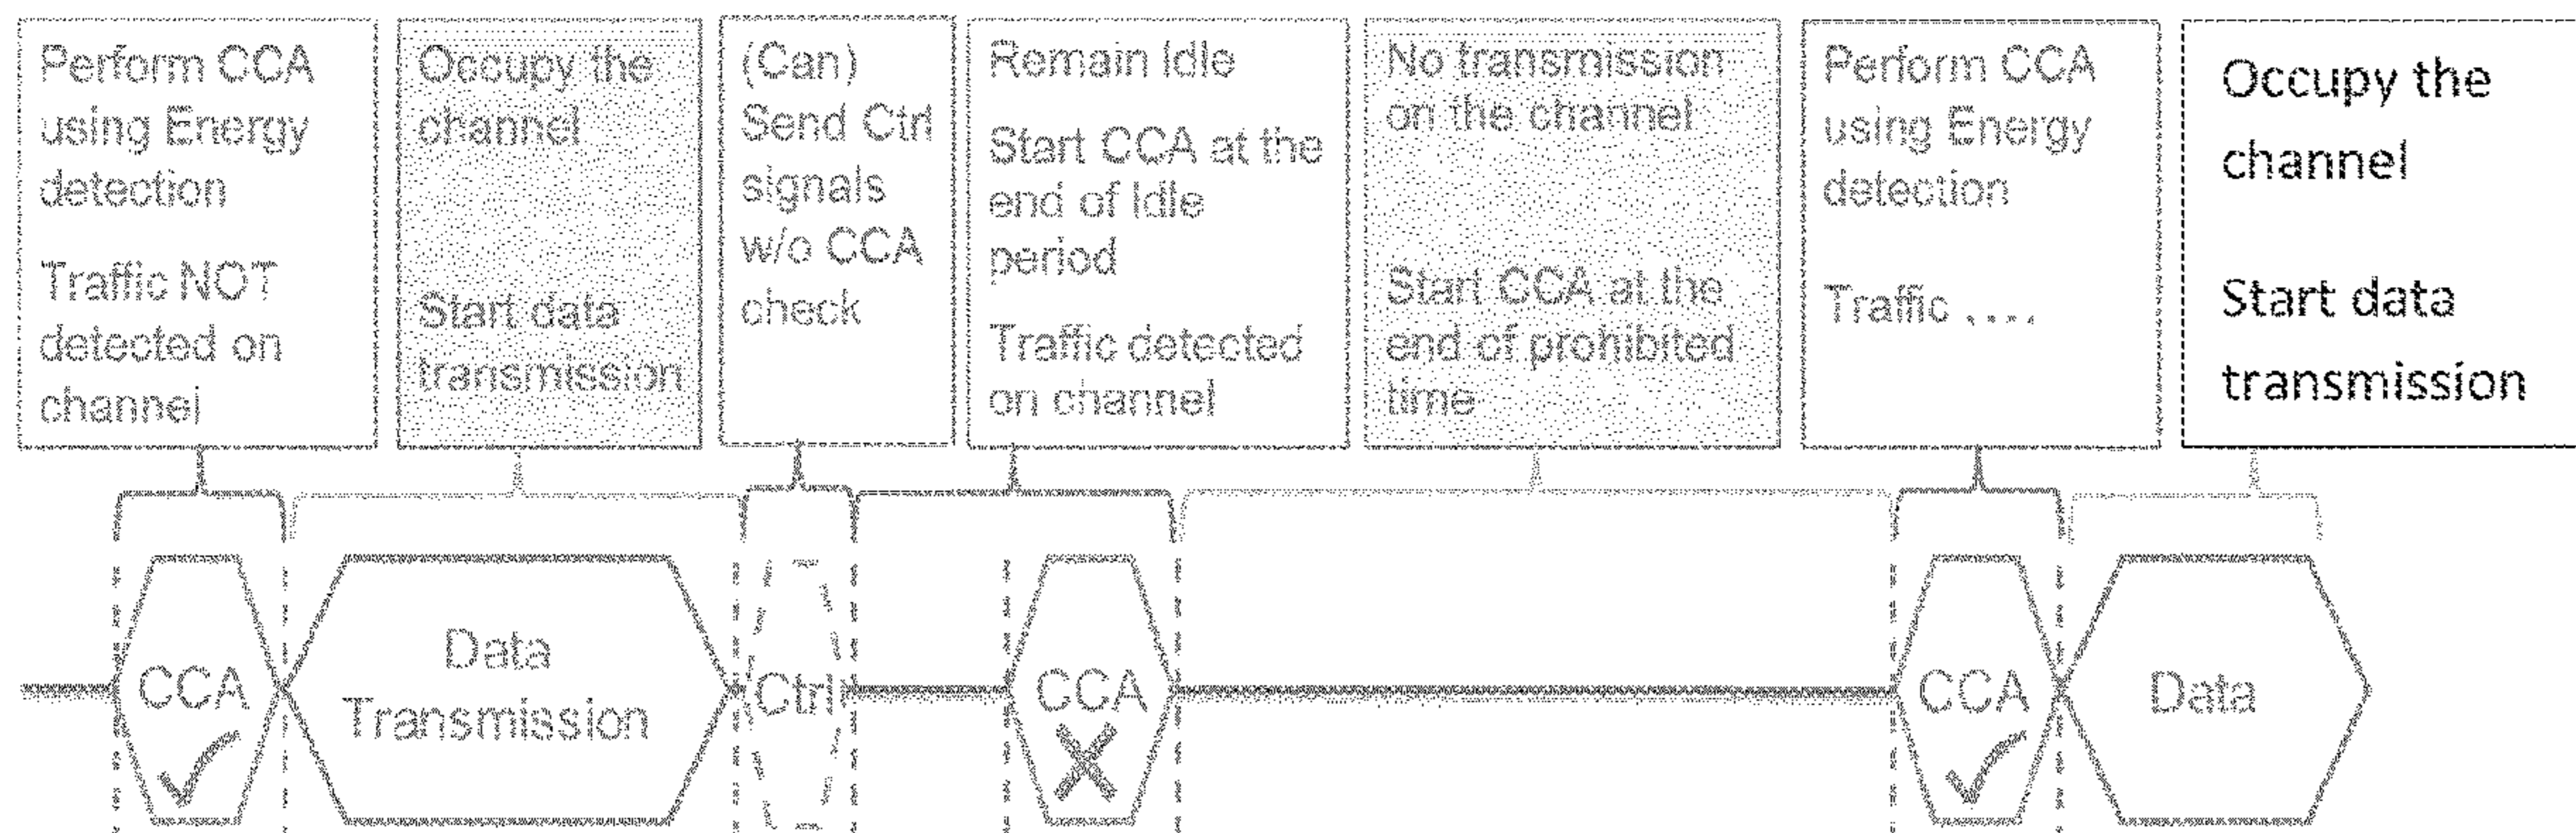 Perform CCA
using Energy
detection
Traffic NOT
detected on
channel
Occupy the
channel
Start data
transmission
(Can)
Send Ctrl
signals
w/o CCA
check
Remain Idle
Start CCA at the
end of Idle
period
Traffic detected
on channel
No transmission
on the channel
Start CCA at the
end of prohibited
time
Perform CCA
using Energy
detection
Traffic ....
Occupy the
channel
Start data
transmission
CCA
Data
Transmission
Ctrl
CCA
CCA
Data